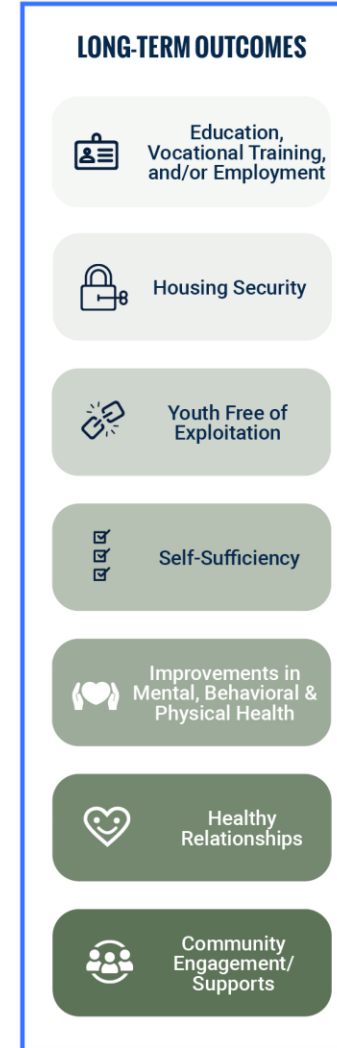 LONG-TERM OUTCOMES
Education,
Vocational Training,
and/or Employment
Housing Security
Youth Free of
Exploitation
Self-Sufficiency
Improvements in
Mental, Behavioral &
Physical Health
Healthy
Relationships
Community
Engagement/
Supports